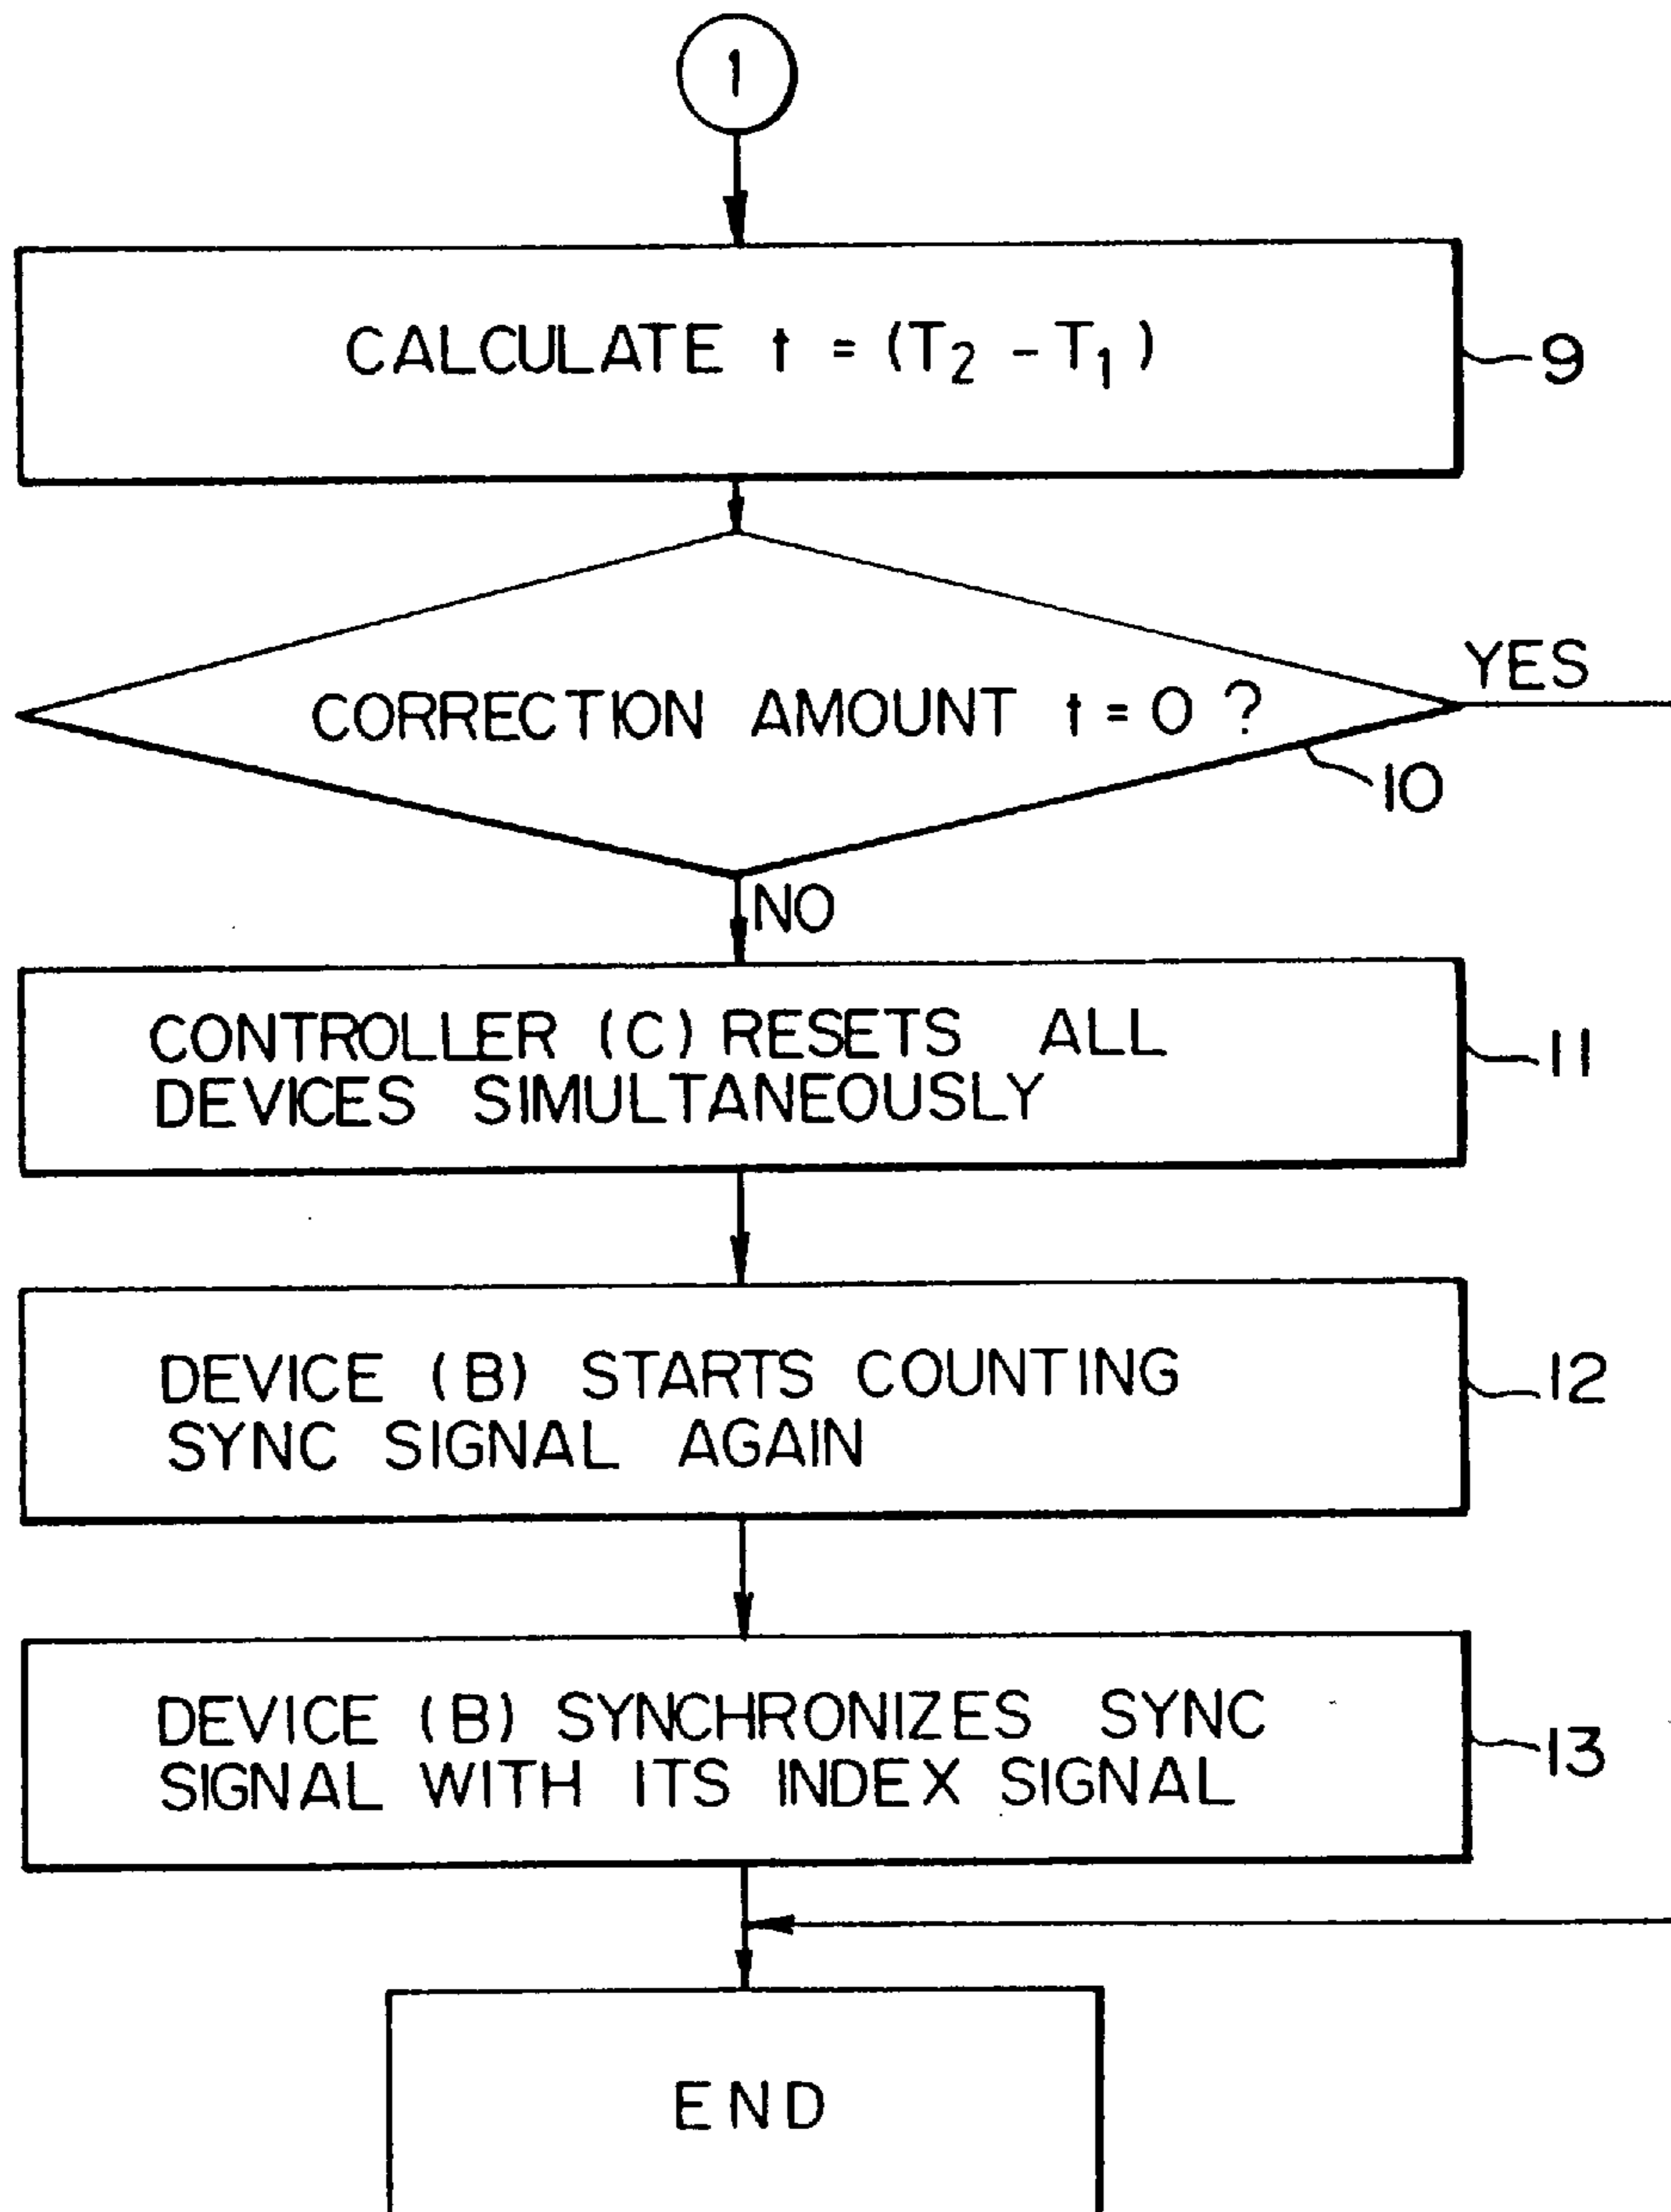 1
CALCULATE t = (T₂ - T₁)
9
YES
CORRECTION AMOUNT t = 0 ?
10
NO
CONTROLLER (C) RESETS ALL
DEVICES SIMULTANEOUSLY
11
DEVICE (B) STARTS COUNTING
SYNC SIGNAL AGAIN
12
DEVICE (B) SYNCHRONIZES SYNC
SIGNAL WITH ITS INDEX SIGNAL
13
END